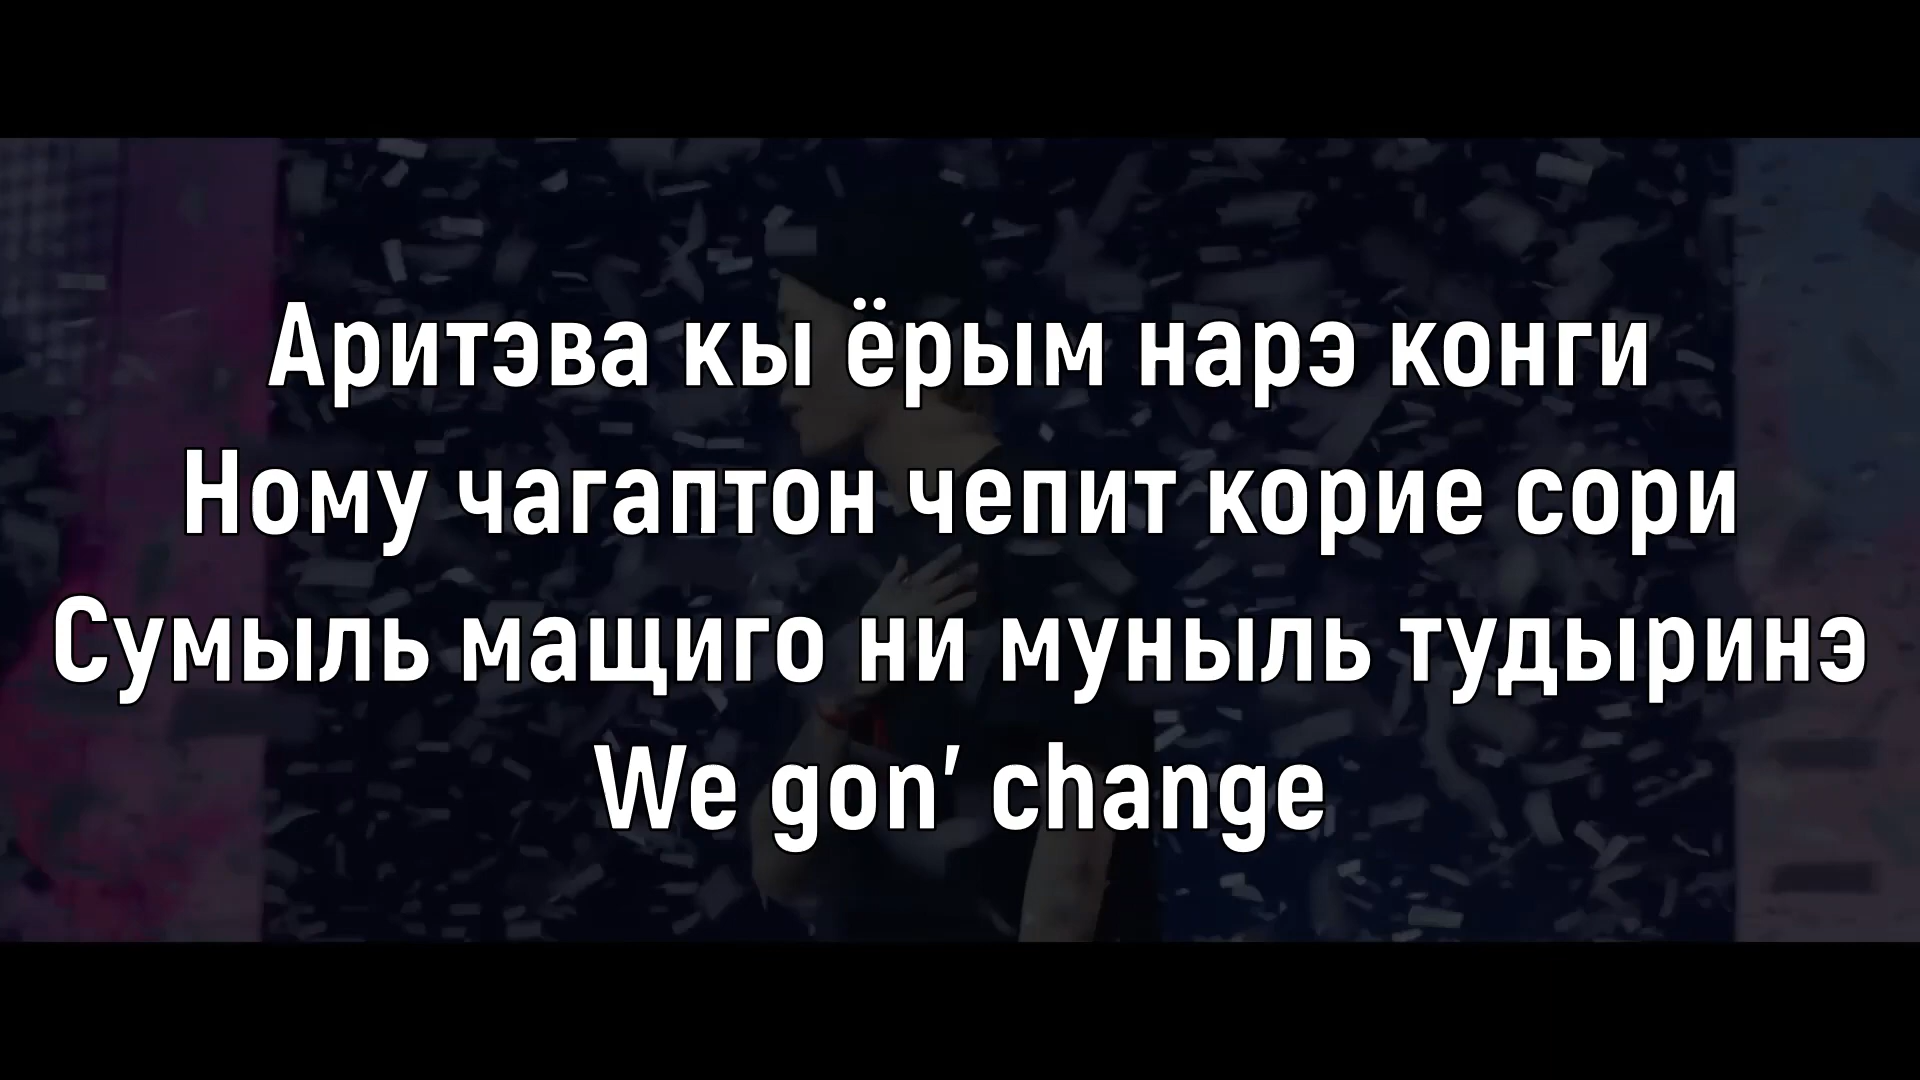 Аритэва кы ёрым нарэ конги
Ному чагаптон чепит корие сори
Сумыль мащиго ни муныль тудыринэ
We gon' change